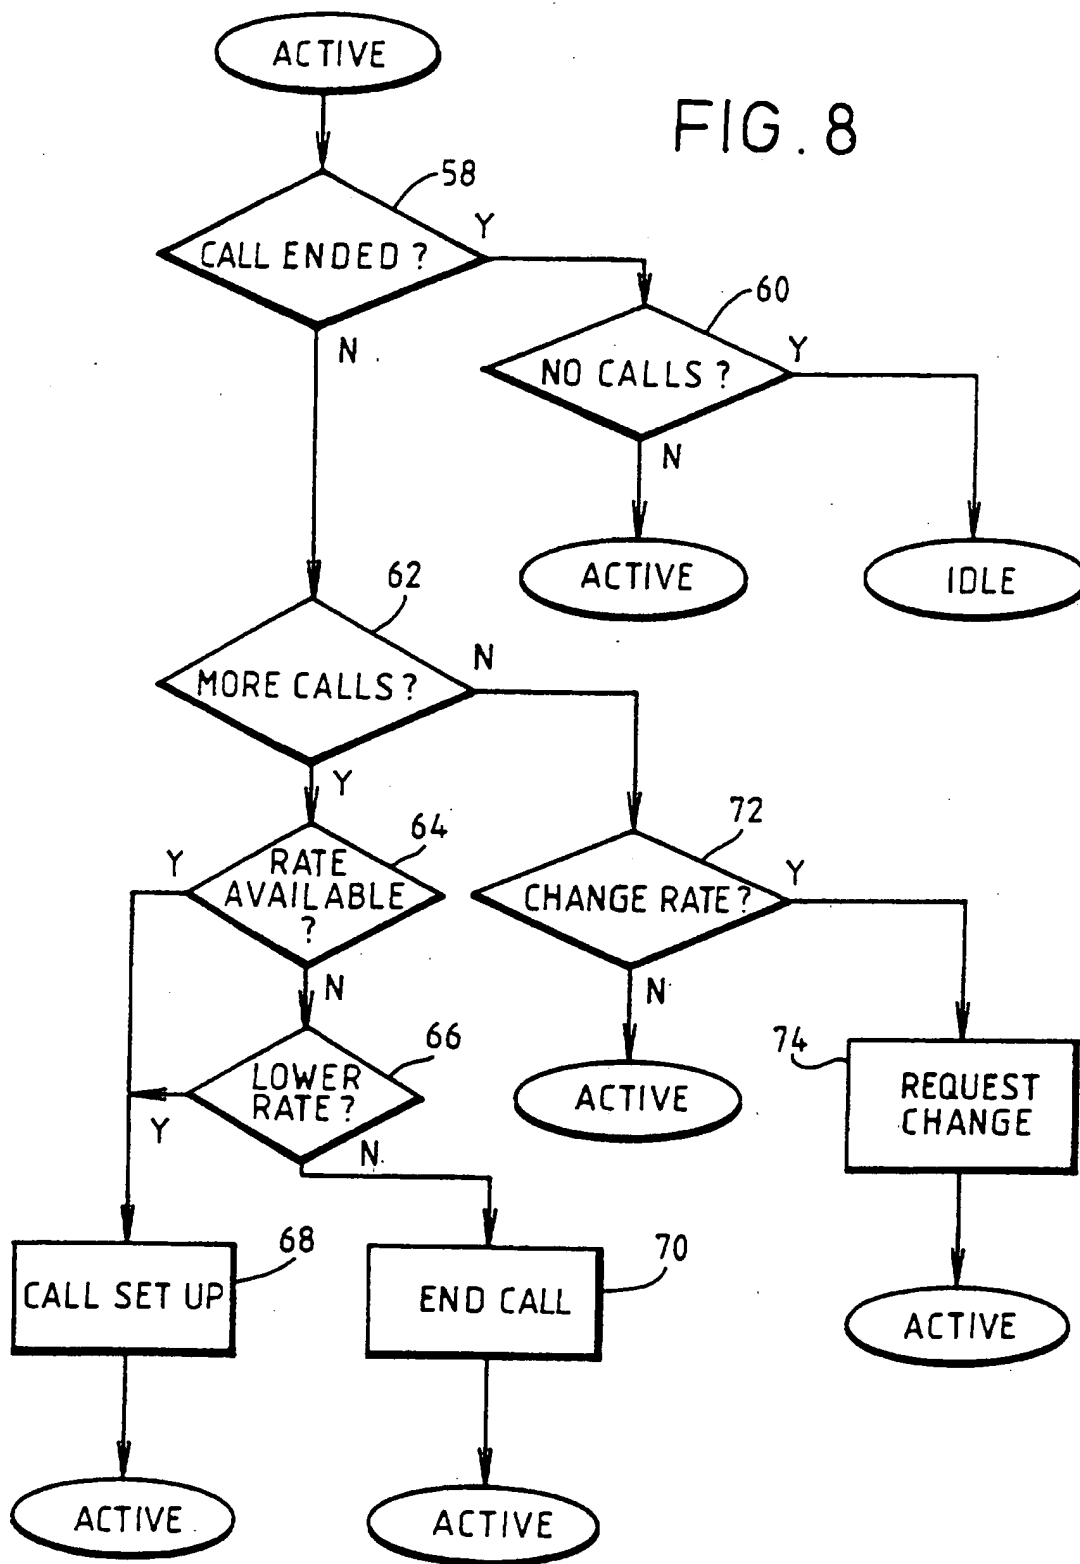 ACTIVE
FIG. 8
58
CALL ENDED ?
Y
N
60
NO CALLS ?
Y
N
ACTIVE
IDLE
62
MORE CALLS ?
N
Y
64
RATE
AVAILABLE
?
Y
N
72
CHANGE RATE ?
Y
N
66
LOWER
RATE ?
Y
N
ACTIVE
74
REQUEST
CHANGE
68
CALL SET UP
70
END CALL
ACTIVE
ACTIVE
ACTIVE